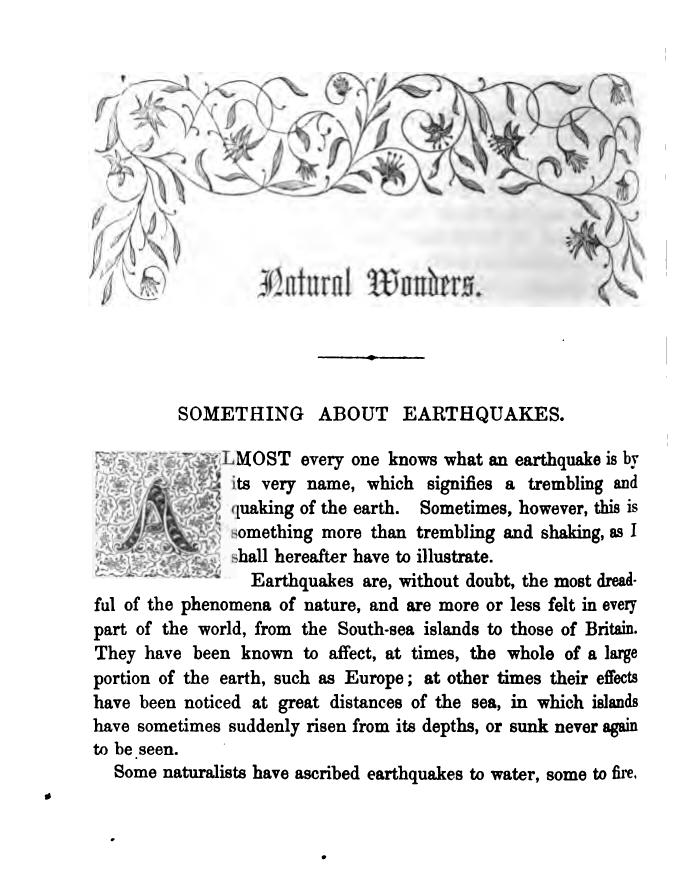 Natural Wonders.
SOMETHING ABOUT EARTHQUAKES.
ALMOST every one knows what an earthquake is by
its very name, which signifies a trembling and
quaking of the earth. Sometimes, however, this is
something more than trembling and shaking, as I
shall hereafter have to illustrate.
Earthquakes are, without doubt, the most dread-
ful of the phenomena of nature, and are more or less felt in every
part of the world, from the South-sea islands to those of Britain.
They have been known to affect, at times, the whole of a large
portion of the earth, such as Europe; at other times their effects
have been noticed at great distances of the sea, in which islands
have sometimes suddenly risen from its depths, or sunk never again
to be seen.
Some naturalists have ascribed earthquakes to water, some to fire,